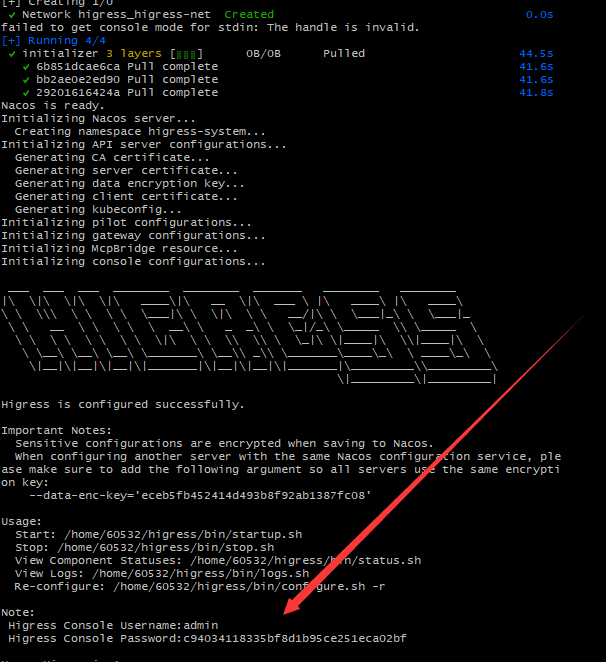 [+] Creating 1/0
✔ Network higress_higress-net Created 0.0s
failed to get console mode for stdin: The handle is invalid.
[+] Running 4/4
✔ initializer 3 layers [⣿⣿⣿] 0B/0B Pulled 44.5s
✔ 6b851dcae6ca Pull complete 41.6s
✔ bb2ae0e2ed90 Pull complete 41.6s
✔ 29201616424a Pull complete 41.8s
Nacos is ready.
Initializing Nacos server...
Creating namespace higress-system...
Initializing API server configurations...
Generating CA certificate...
Generating server certificate...
Generating data encryption key...
Generating client certificate...
Generating kubeconfig...
Initializing pilot configurations...
Initializing gateway configurations...
Initializing McpBridge resource...
Initializing console configurations...
HIGRESS
Higress is configured successfully.
Important Notes:
Sensitive configurations are encrypted when saving to Nacos.
When configuring another server with the same Nacos configuration service, ple
ase make sure to add the following argument so all servers use the same encrypti
on key:
--data-enc-key='eceb5fb452414d493b8f92ab1387fc08'
Usage:
Start: /home/60532/higress/bin/startup.sh
Stop: /home/60532/higress/bin/stop.sh
View Component Statuses: /home/60532/higress/bin/status.sh
View Logs: /home/60532/higress/bin/logs.sh
Re-configure: /home/60532/higress/bin/configure.sh -r
Note:
Higress Console Username:admin
Higress Console Password:c94034118335bf8d1b95ce251eca02bf